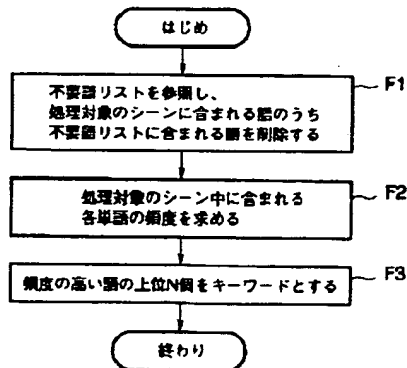 はじめ
F1
不要語リストを参照し、
処理対象のシーンに含まれる語のうち
不要語リストに含まれる語を削除する
F2
処理対象のシーン中に含まれる
各単語の頻度を求める
F3
頻度の高い語の上位N個をキーワードとする
終わり